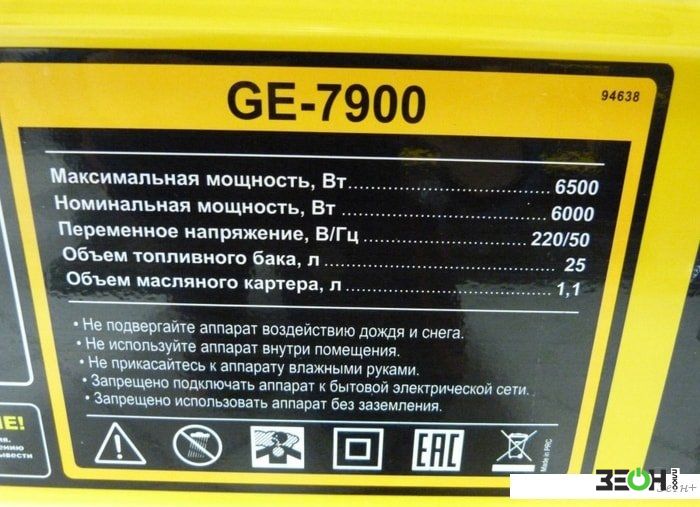 GE-7900
94638
Максимальная мощность, Вт.......................... 6500
Номинальная мощность, Вт .......................... 6000
Переменное напряжение, В/Гц .................... 220/50
Объем топливного бака, л ............................... 25
Объем масляного картера, л ........................... 1,1
• Не подвергайте аппарат воздействию дождя и снега.
• Не используйте аппарат внутри помещения.
• Не прикасайтесь к аппарату влажными руками.
• Запрещено подключать аппарат к бытовой электрической сети.
• Запрещено использовать аппарат без заземления.
ЕАС
Made in PRC
ИЕ!
ЗЕОН